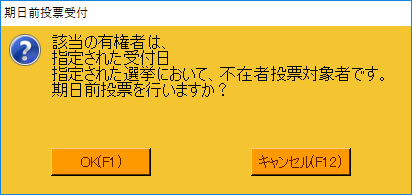 期日前投票受付
該当の有権者は、
指定された受付日
指定された選挙において、不在者投票対象者です。
期日前投票を行いますか？
OK(F1)
ｷｬﾝｾﾙ(F12)